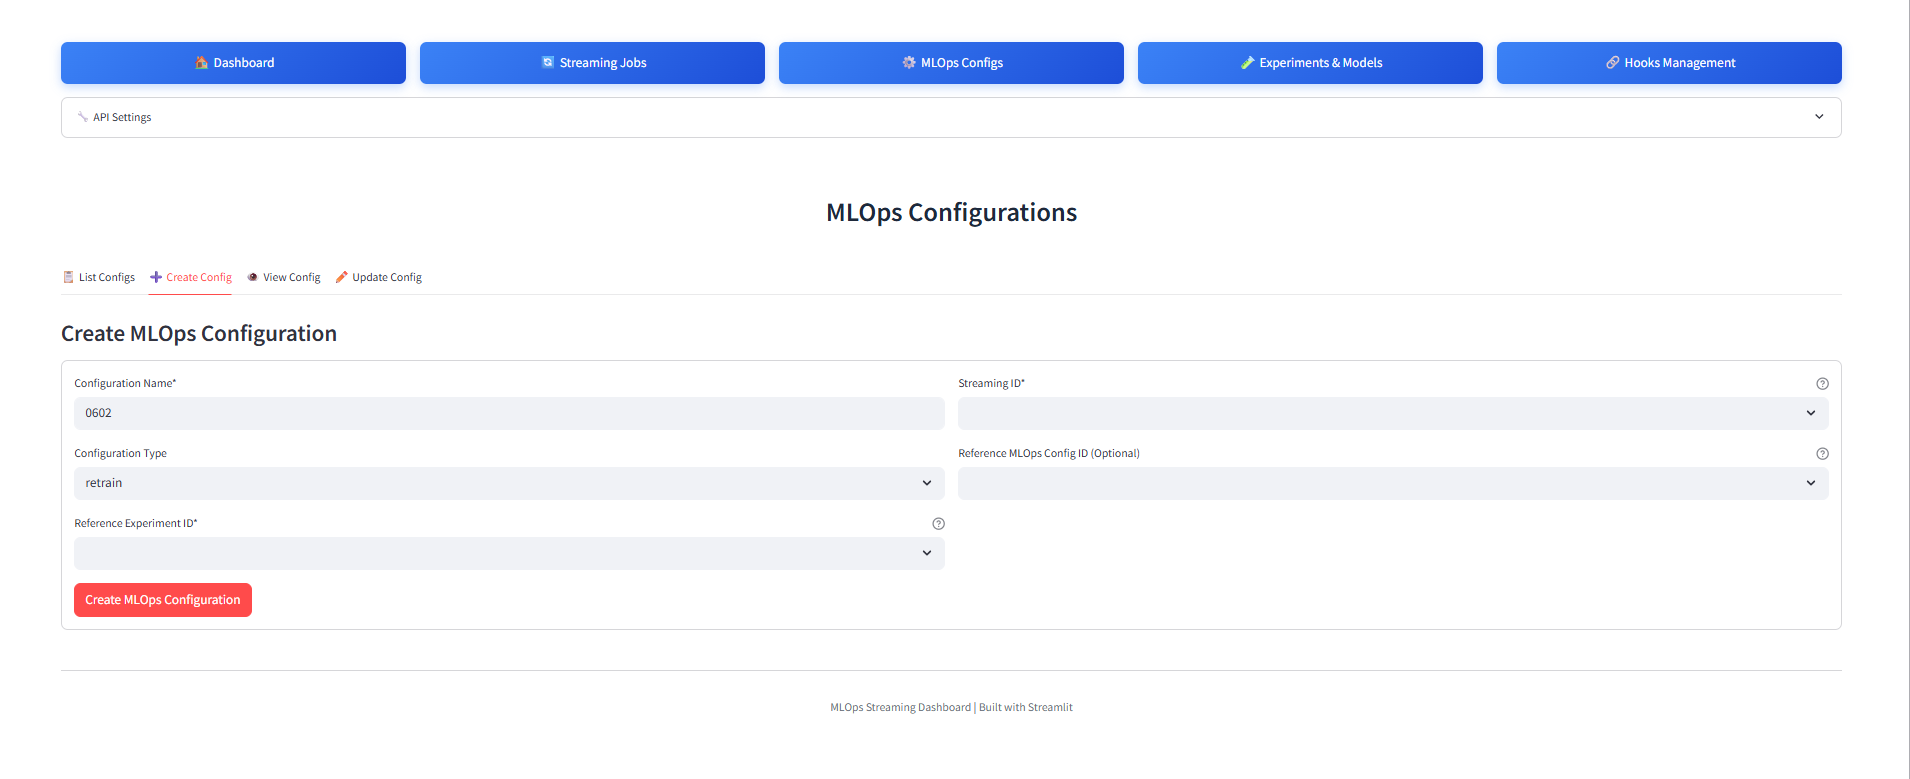 Dashboard
Streaming Jobs
MLOps Configs
Experiments & Models
Hooks Management
API Settings
MLOps Configurations
List Configs
Create Config
View Config
Update Config
Create MLOps Configuration
Configuration Name*
Streaming ID*
0602
Configuration Type
Reference MLOps Config ID (Optional)
retrain
Reference Experiment ID*
Create MLOps Configuration
MLOps Streaming Dashboard | Built with Streamlit